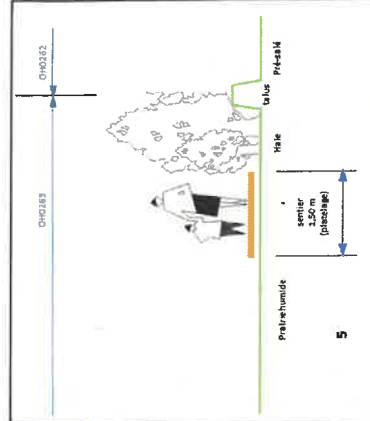 OH0263
OH0262
Prairie humide
sentier
1,50 m
(platelage)
Haie
talus
Pré-salé
5